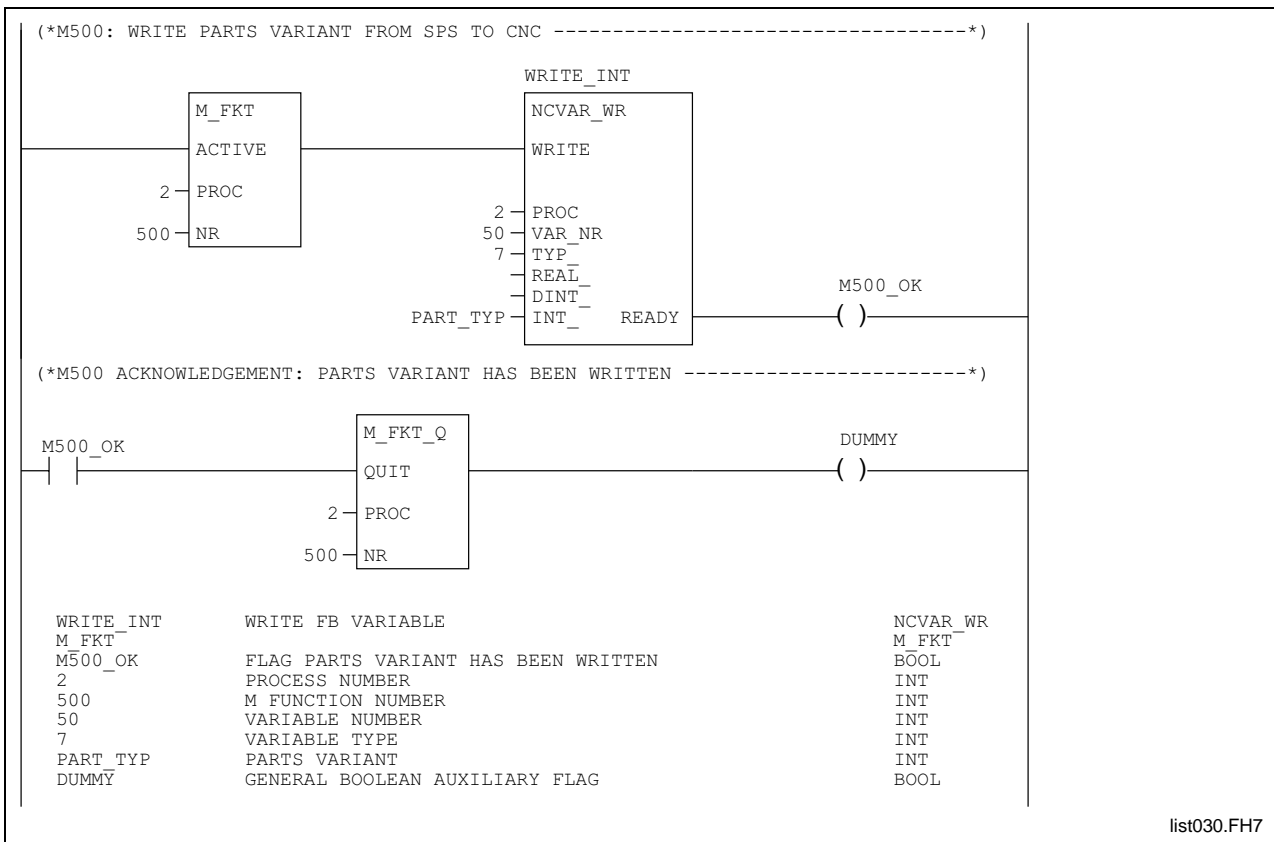 (*M500: WRITE PARTS VARIANT FROM SPS TO CNC -----------------------------------*)
WRITE_INT
M_FKT NCVAR_WR
ACTIVE WRITE
2 PROC
2 PROC
500 NR 50 VAR_NR
7 TYP_
REAL_
DINT_ M500_OK
PART_TYP INT_ READY ( )
(*M500 ACKNOWLEDGEMENT: PARTS VARIANT HAS BEEN WRITTEN ------------------------*)
M_FKT_Q DUMMY
M500_OK
QUIT ( )
2 PROC
500 NR
WRITE_INT WRITE FB VARIABLE NCVAR_WR
M_FKT M_FKT
M500_OK FLAG PARTS VARIANT HAS BEEN WRITTEN BOOL
2 PROCESS NUMBER INT
500 M FUNCTION NUMBER INT
50 VARIABLE NUMBER INT
7 VARIABLE TYPE INT
PART_TYP PARTS VARIANT INT
DUMMY GENERAL BOOLEAN AUXILIARY FLAG BOOL
list030.FH7